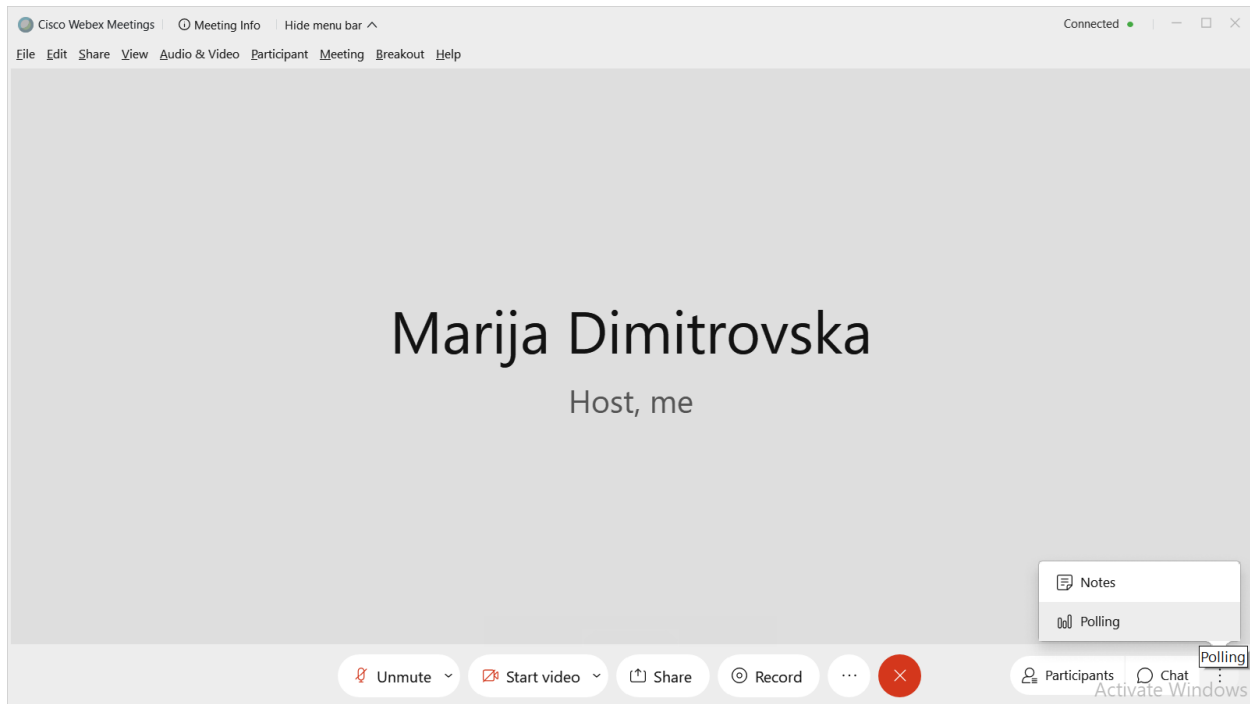 Cisco Webex Meetings Meeting Info Hide menu bar Connected
File Edit Share View Audio & Video Participant Meeting Breakout Help
Marija Dimitrovska
Host, me
Notes
Polling
Polling
Unmute Start video Share Record Participants Chat
Activate Windows